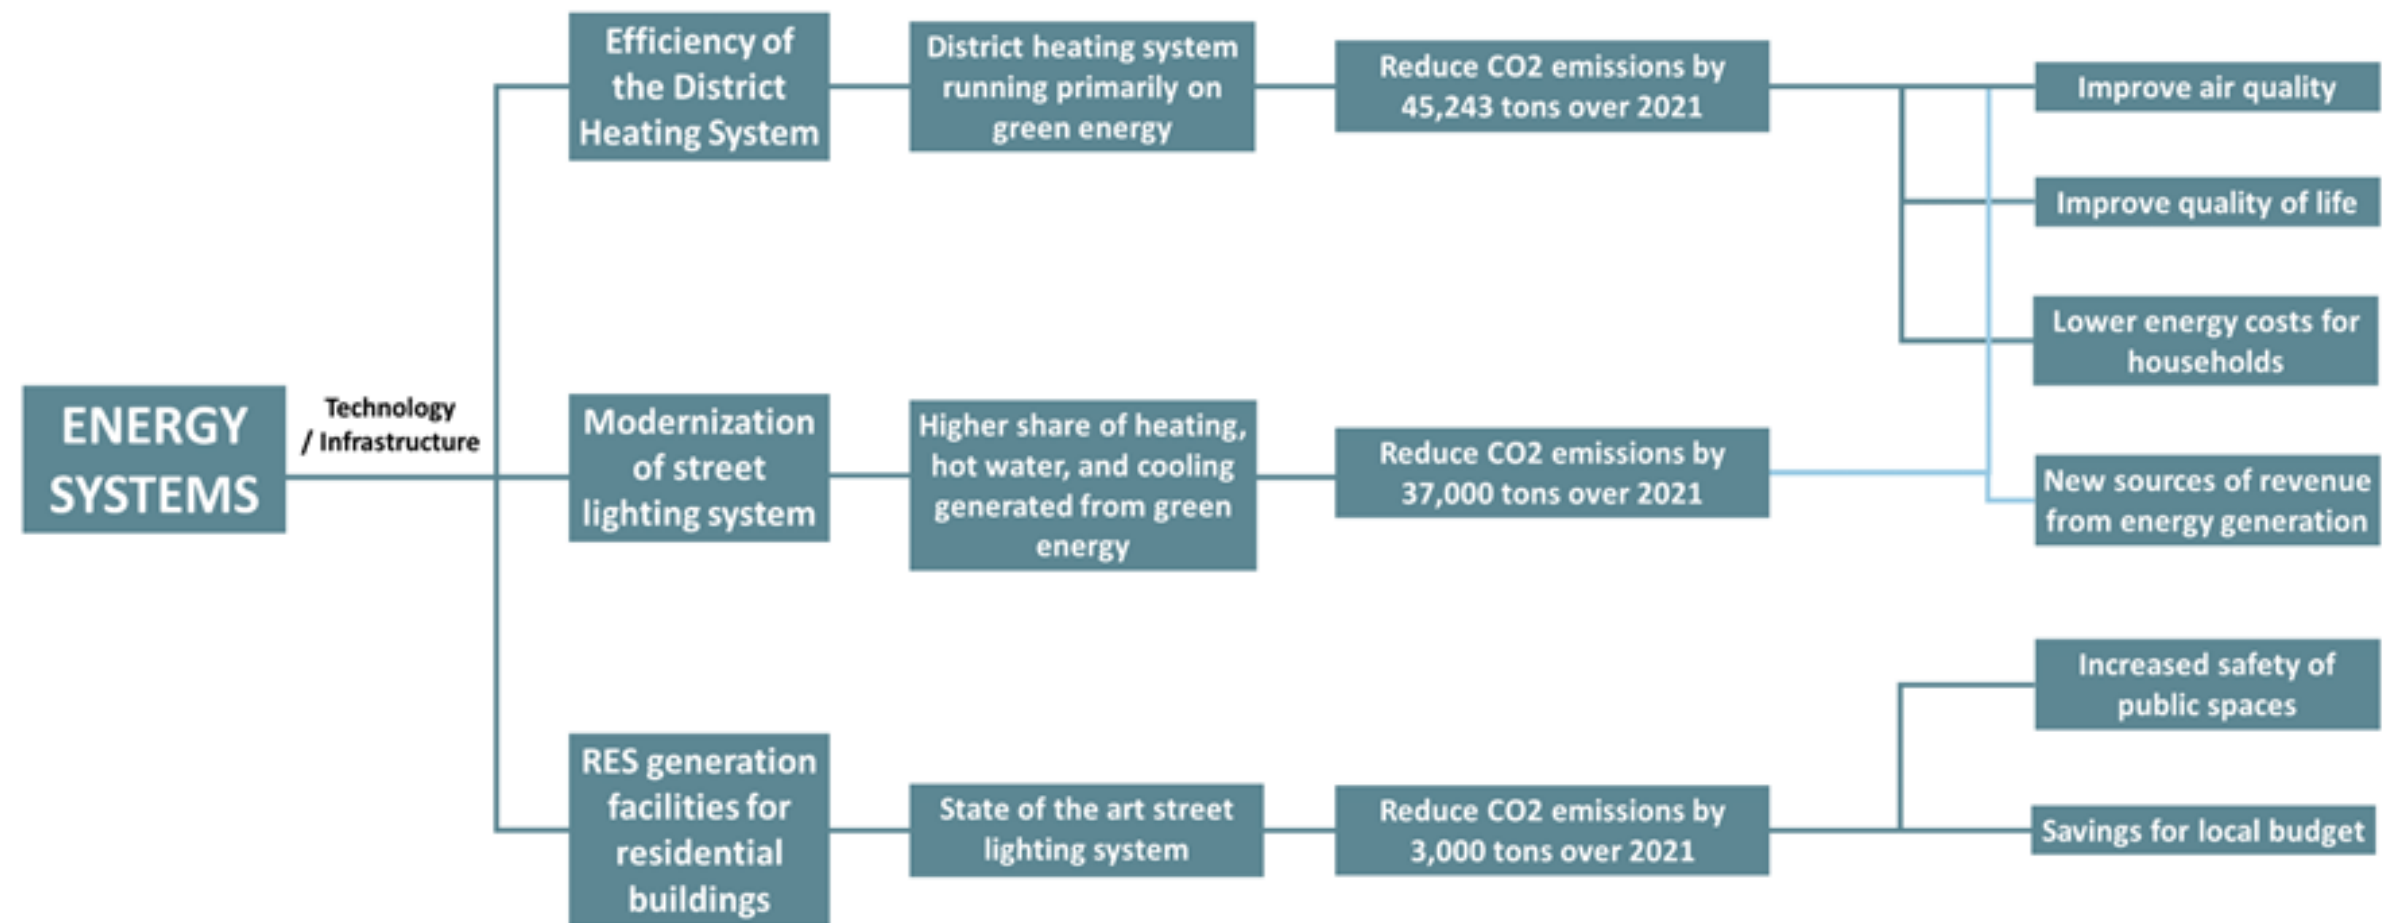 ENERGY
SYSTEMS
Technology
/ Infrastructure
Efficiency of
the District
Heating System
District heating system
running primarily on
green energy
Reduce CO2 emissions by
45,243 tons over 2021
Improve air quality
Improve quality of life
Lower energy costs for
households
Modernization
of street
lighting system
Higher share of heating,
hot water, and cooling
generated from green
energy
Reduce CO2 emissions by
37,000 tons over 2021
New sources of revenue
from energy generation
RES generation
facilities for
residential
buildings
State of the art street
lighting system
Reduce CO2 emissions by
3,000 tons over 2021
Increased safety of
public spaces
Savings for local budget